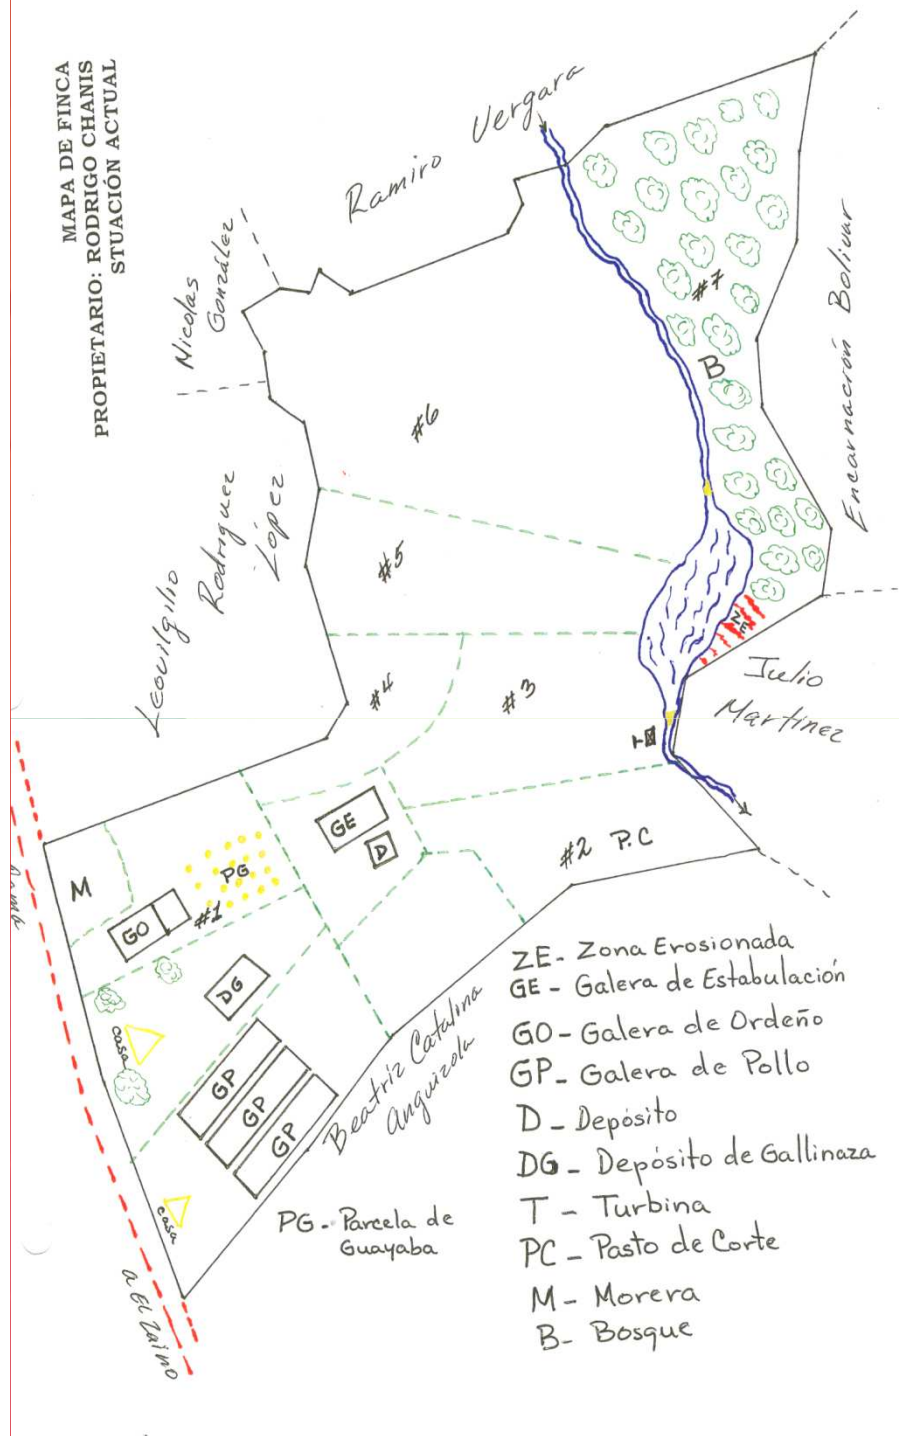 MAPA DE FINCA
PROPIETARIO: RODRIGO CHANIS
STUACIÓN ACTUAL
Ramiro Vergara
Nicolas
González
#7
B
Encarnación Bolivar
#6
Leovilgilio
Rodriguez
López
#5
ZE
#4
#3
Julio
Martinez
T
GE
D
#2 P.C
M
PG
#1
GO
DG
casa
GP
GP
GP
casa
Beatriz Catalina
Anguizola
a El Zaino
ZE- Zona Erosionada
GE - Galera de Estabulación
GO - Galera de Ordeño
GP - Galera de Pollo
D - Depósito
DG - Depósito de Gallinaza
T - Turbina
PC - Pasto de Corte
M - Morera
B- Bosque
PG - Parcela de
Guayaba